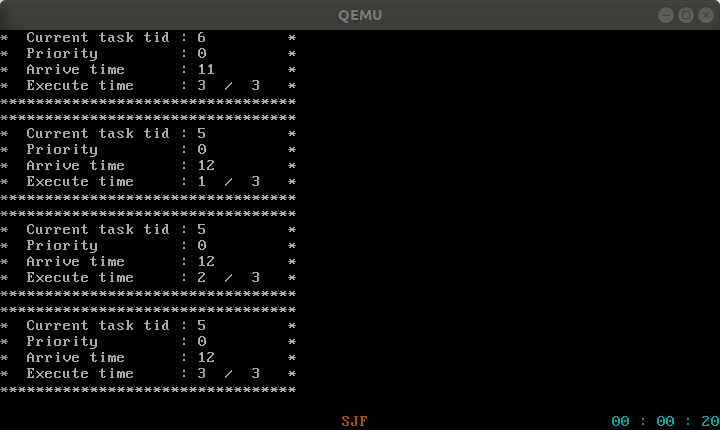 QEMU
*  Current task tid : 6         *
*  Priority         : 0         *
*  Arrive time      : 11        *
*  Execute time     : 3  /  3   *
*********************************
*********************************
*  Current task tid : 5         *
*  Priority         : 0         *
*  Arrive time      : 12        *
*  Execute time     : 1  /  3   *
*********************************
*********************************
*  Current task tid : 5         *
*  Priority         : 0         *
*  Arrive time      : 12        *
*  Execute time     : 2  /  3   *
*********************************
*********************************
*  Current task tid : 5         *
*  Priority         : 0         *
*  Arrive time      : 12        *
*  Execute time     : 3  /  3   *
*********************************
SJF 00 : 00 : 20